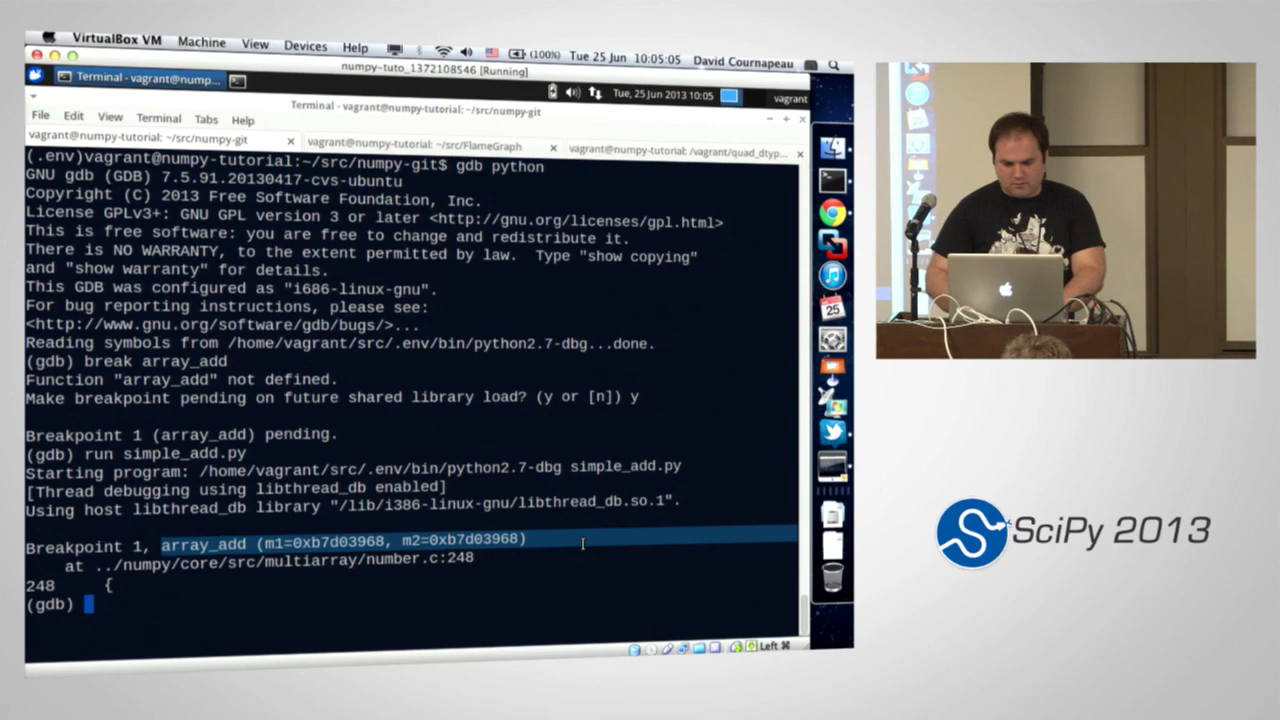 VirtualBox VM Machine View Devices Help (100%) Tue 25 Jun 10:05:05 David Cournapeau
numpy-tuto_1372108546 [Running]
Terminal - vagrant@nump... Tue, 25 Jun 2013 10:05 vagrant
Terminal - vagrant@numpy-tutorial: ~/src/numpy-git
File Edit View Terminal Tabs Help
vagrant@numpy-tutorial: ~/src/numpy-git vagrant@numpy-tutorial: ~/src/FlameGraph vagrant@numpy-tutorial: /vagrant/quad_dtyp...
(.env)vagrant@numpy-tutorial:~/src/numpy-git$ gdb python
GNU gdb (GDB) 7.5.91.20130417-cvs-ubuntu
Copyright (C) 2013 Free Software Foundation, Inc.
License GPLv3+: GNU GPL version 3 or later <http://gnu.org/licenses/gpl.html>
This is free software: you are free to change and redistribute it.
There is NO WARRANTY, to the extent permitted by law.  Type "show copying"
and "show warranty" for details.
This GDB was configured as "i686-linux-gnu".
For bug reporting instructions, please see:
<http://www.gnu.org/software/gdb/bugs/>...
Reading symbols from /home/vagrant/src/.env/bin/python2.7-dbg...done.
(gdb) break array_add
Function "array_add" not defined.
Make breakpoint pending on future shared library load? (y or [n]) y
Breakpoint 1 (array_add) pending.
(gdb) run simple_add.py
Starting program: /home/vagrant/src/.env/bin/python2.7-dbg simple_add.py
[Thread debugging using libthread_db enabled]
Using host libthread_db library "/lib/i386-linux-gnu/libthread_db.so.1".
Breakpoint 1, array_add (m1=0xb7d03968, m2=0xb7d03968)
at ../numpy/core/src/multiarray/number.c:248
248 {
(gdb)
Left ⌘
25
SciPy 2013